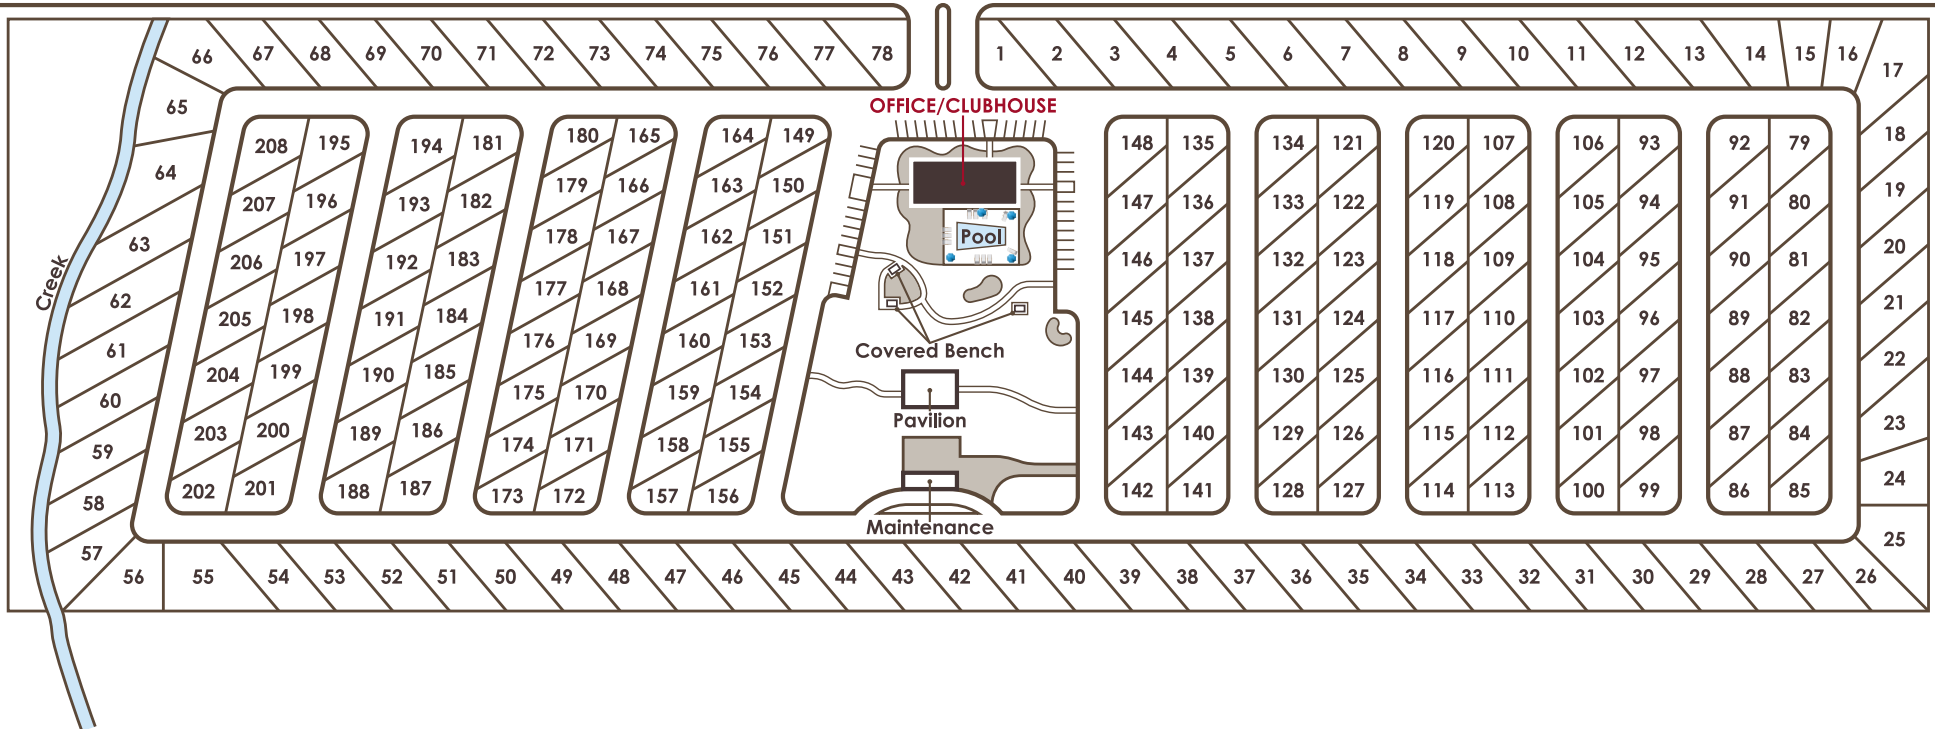 66 67 68 69 70 71 72 73 74 75 76 77 78 1 2 3 4 5 6 7 8 9 10 11 12 13 14 15 16
17
65
OFFICE/CLUBHOUSE
208 195 194 181 180 165 164 149 148 135 134 121 120 107 106 93 92 79 18
64
207 196 193 182 179 166 163 150 147 136 133 122 119 108 105 94 91 80 19
63
178 167 162 151 Pool
206 197 192 183 146 137 132 123 118 109 104 95 90 81 20
Creek
62
177 168 161 152
205 198 191 184 145 138 131 124 117 110 103 96 89 82 21
61
176 169 160 153 Covered Bench
204 199 190 185 144 139 130 125 116 111 102 97 88 83 22
60
175 170 159 154
Pavilion
203 200 189 186 143 140 129 126 115 112 101 98 87 84 23
59
174 171 158 155
202 201 188 187 173 172 157 156 142 141 128 127 114 113 100 99 86 85 24
58
Maintenance
57
25
56 55 54 53 52 51 50 49 48 47 46 45 44 43 42 41 40 39 38 37 36 35 34 33 32 31 30 29 28 27 26